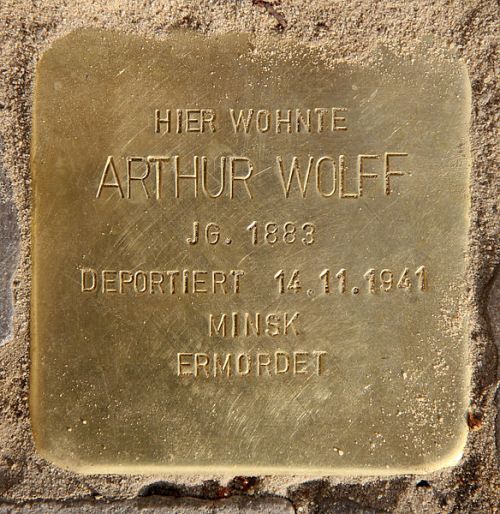 HIER WOHNTE
ARTHUR WOLFF
JG. 1883
DEPORTIERT 14.11.1941
MINSK
ERMORDET